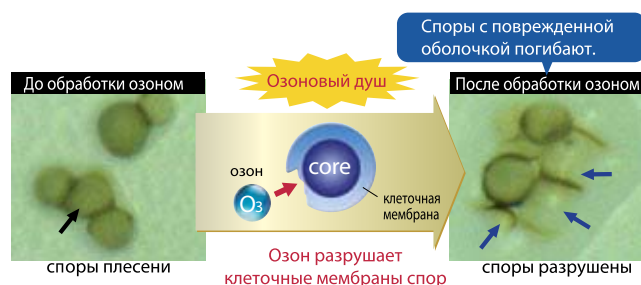 Споры с поврежденной
оболочкой погибают.
До обработки озоном
Озоновый душ
После обработки озоном
озон
O₃
core
клеточная
мембрана
споры плесени
Озон разрушает
клеточные мембраны спор
споры разрушены